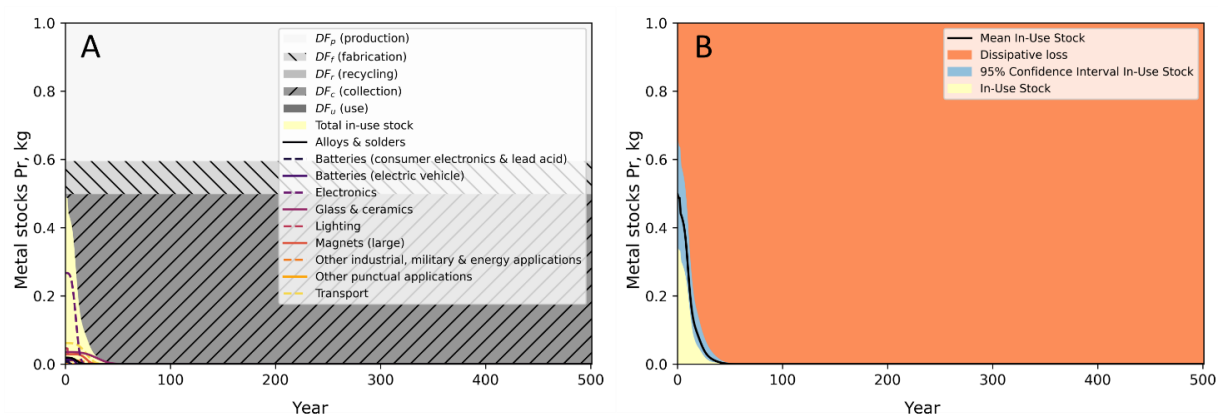 A
1.0
0.8
0.6
0.4
0.2
0.0
Metal stocks Pr, kg
0
100
200
300
400
500
Year
DF_p (production)
DF_f (fabrication)
DF_r (recycling)
DF_c (collection)
DF_u (use)
Total in-use stock
Alloys & solders
Batteries (consumer electronics & lead acid)
Batteries (electric vehicle)
Electronics
Glass & ceramics
Lighting
Magnets (large)
Other industrial, military & energy applications
Other punctual applications
Transport
B
1.0
0.8
0.6
0.4
0.2
0.0
Metal stocks Pr, kg
0
100
200
300
400
500
Year
Mean In-Use Stock
Dissipative loss
95% Confidence Interval In-Use Stock
In-Use Stock